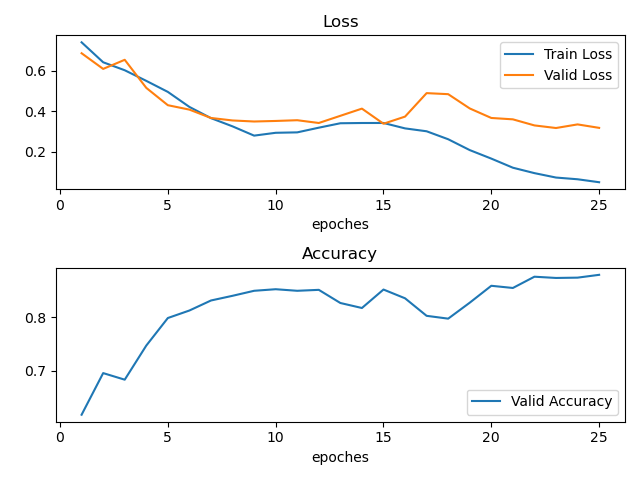 Loss
0.6
0.4
0.2
Train Loss
Valid Loss
0 5 10 15 20 25
epoches
Accuracy
0.8
0.7
Valid Accuracy
0 5 10 15 20 25
epoches